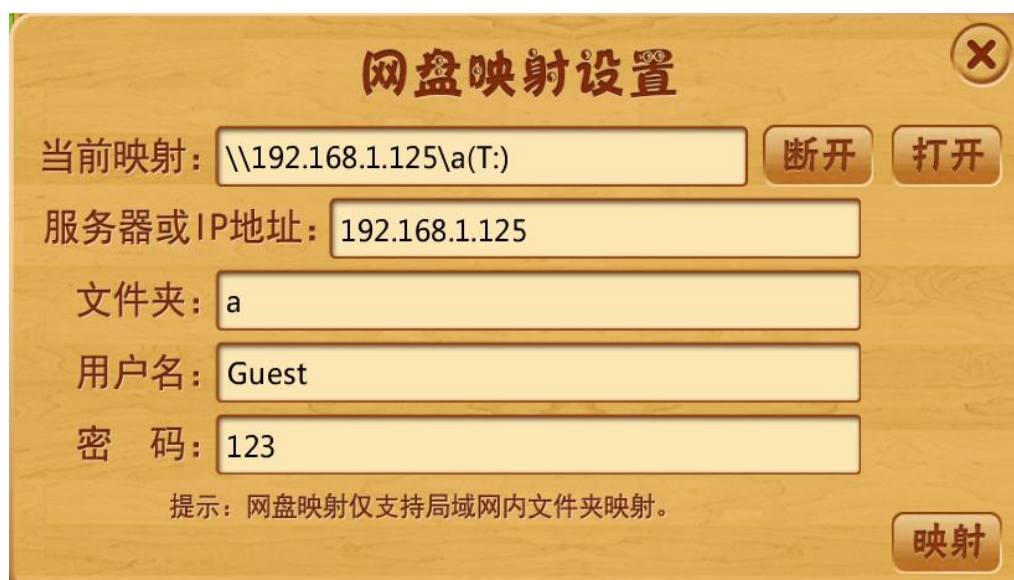 网盘映射设置
当前映射： \\192.168.1.125\a(T:) 断开 打开
服务器或IP地址： 192.168.1.125
文件夹： a
用户名： Guest
密 码： 123
提示：网盘映射仅支持局域网内文件夹映射。
映射